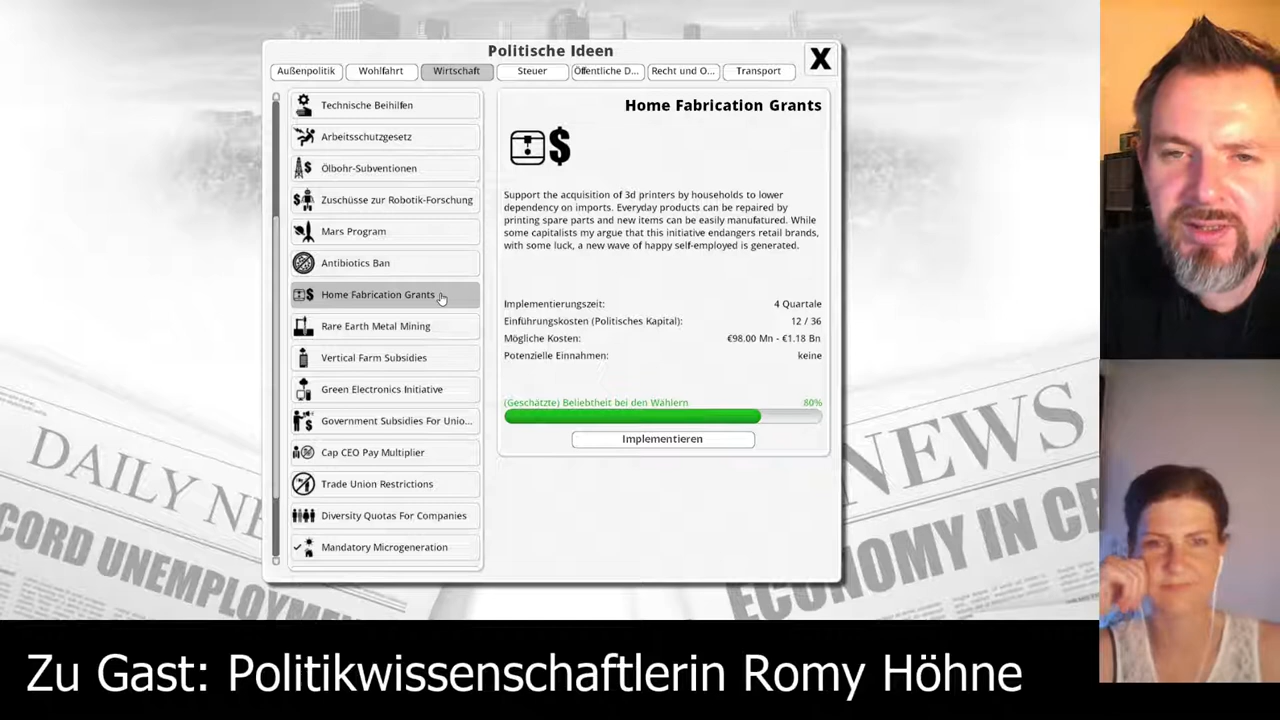 Politische Ideen
X
Außenpolitik
Wohlfahrt
Wirtschaft
Steuer
Öffentliche D...
Recht und O...
Transport
Technische Beihilfen
Arbeitsschutzgesetz
Ölbohr-Subventionen
Zuschüsse zur Robotik-Forschung
Mars Program
Antibiotics Ban
Home Fabrication Grants
Rare Earth Metal Mining
Vertical Farm Subsidies
Green Electronics Initiative
Government Subsidies For Unio...
Cap CEO Pay Multiplier
Trade Union Restrictions
Diversity Quotas For Companies
Mandatory Microgeneration
Home Fabrication Grants
Support the acquisition of 3d printers by households to lower
dependency on imports. Everyday products can be repaired by
printing spare parts and new items can be easily manufatured. While
some capitalists my argue that this initiative endangers retail brands,
with some luck, a new wave of happy self-employed is generated.
Implementierungszeit: 4 Quartale
Einführungskosten (Politisches Kapital): 12 / 36
Mögliche Kosten: €98.00 Mn - €1.18 Bn
Potenzielle Einnahmen: keine
(Geschätzte) Beliebtheit bei den Wählern 80%
Implementieren
DAILY NE
CORD UNEMPLOYM
NEWS
ECONOMY IN CR
Zu Gast: Politikwissenschaftlerin Romy Höhne